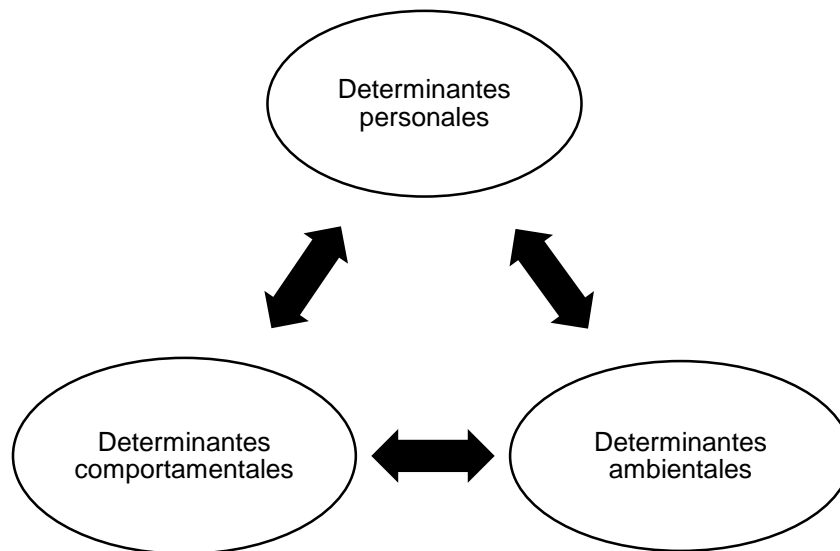 Determinantes
personales
Determinantes
comportamentales
Determinantes
ambientales